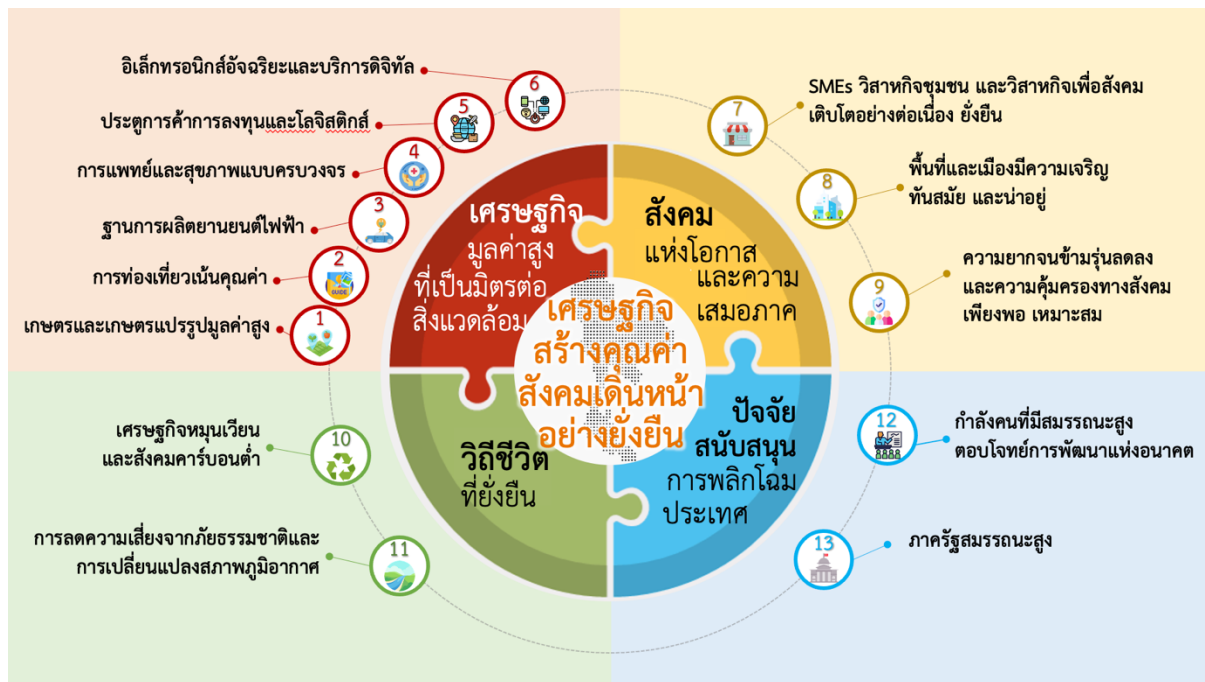 อิเล็กทรอนิกส์อัจฉริยะและบริการดิจิทัล
6
ประตูการค้าการลงทุนและโลจิสติกส์
5
การแพทย์และสุขภาพแบบครบวงจร
4
ฐานการผลิตยานยนต์ไฟฟ้า
3
การท่องเที่ยวเน้นคุณค่า
2
GUIDE
เกษตรและเกษตรแปรรูปมูลค่าสูง
1
7
SMEs วิสาหกิจชุมชน และวิสาหกิจเพื่อสังคม
เติบโตอย่างต่อเนื่อง ยั่งยืน
8
พื้นที่และเมืองมีความเจริญ
ทันสมัย และน่าอยู่
9
ความยากจนข้ามรุ่นลดลง
และความคุ้มครองทางสังคม
เพียงพอ เหมาะสม
เศรษฐกิจ
มูลค่าสูง
ที่เป็นมิตรต่อ
สิ่งแวดล้อม
สังคม
แห่งโอกาส
และความ
เสมอภาค
เศรษฐกิจ
สร้างคุณค่า
สังคมเดินหน้า
อย่างยั่งยืน
วิถีชีวิต
ที่ยั่งยืน
ปัจจัย
สนับสนุน
การพลิกโฉม
ประเทศ
เศรษฐกิจหมุนเวียน
และสังคมคาร์บอนต่ำ
10
การลดความเสี่ยงจากภัยธรรมชาติและ
การเปลี่ยนแปลงสภาพภูมิอากาศ
11
12
กำลังคนที่มีสมรรถนะสูง
ตอบโจทย์การพัฒนาแห่งอนาคต
13
ภาครัฐสมรรถนะสูง